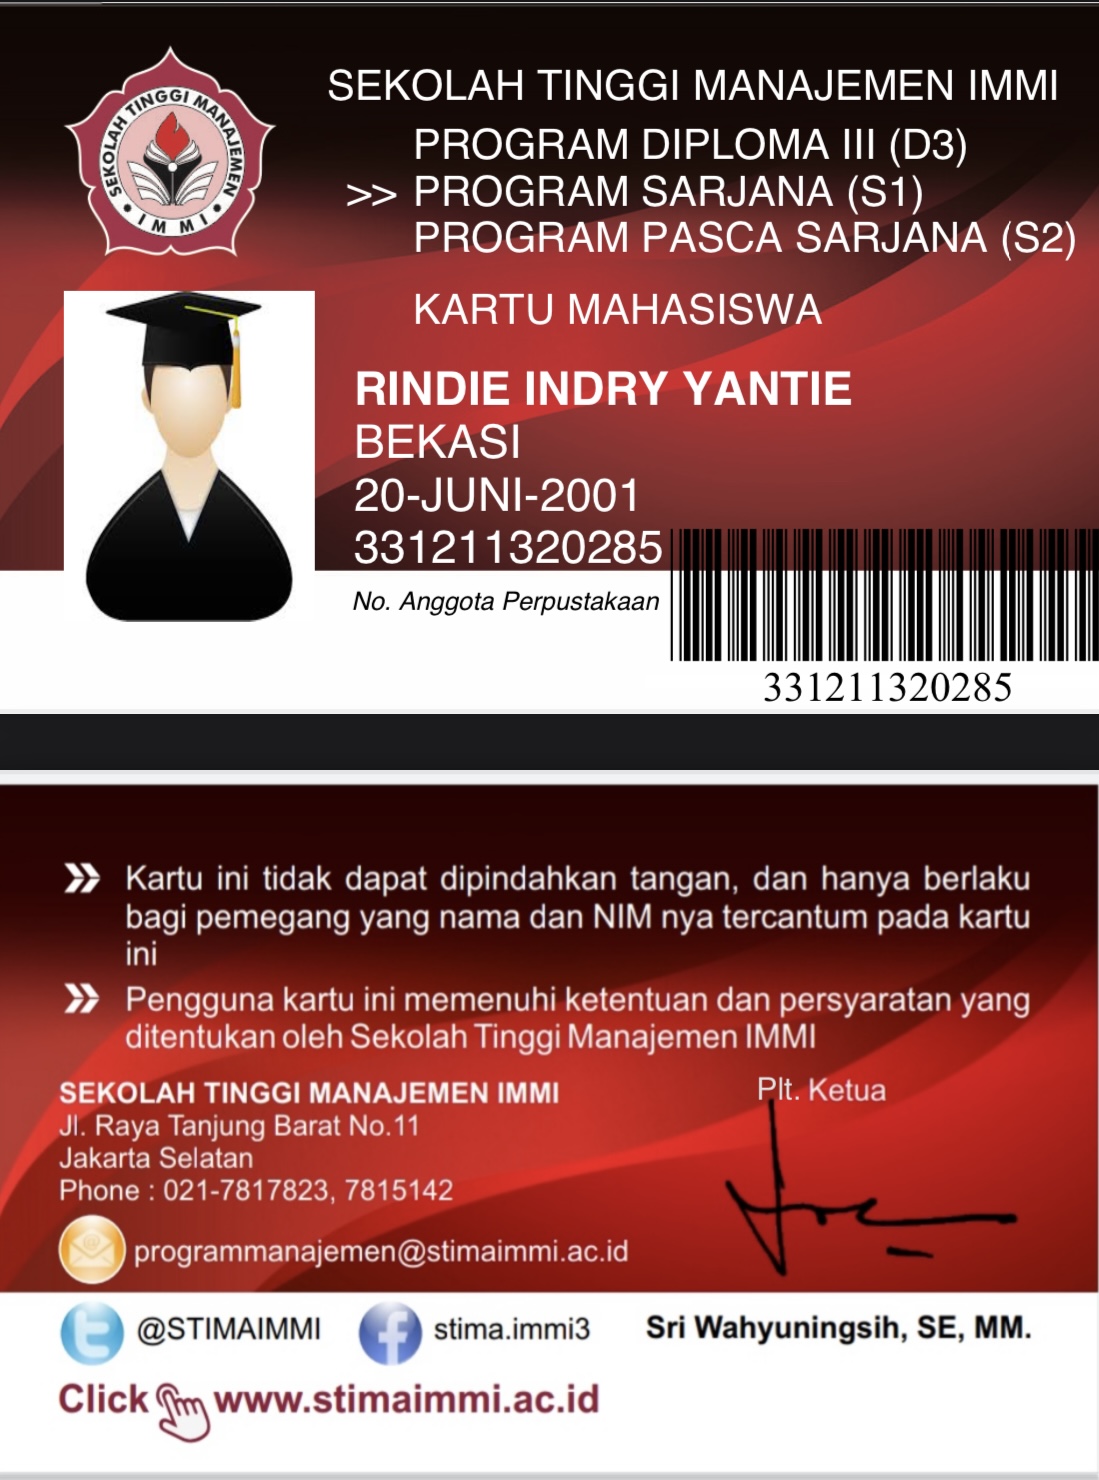 SEKOLAH TINGGI MANAJEMEN
IMMI
SEKOLAH TINGGI MANAJEMEN IMMI
PROGRAM DIPLOMA III (D3)
>> PROGRAM SARJANA (S1)
PROGRAM PASCA SARJANA (S2)
KARTU MAHASISWA
RINDIE INDRY YANTIE
BEKASI
20-JUNI-2001
331211320285
No. Anggota Perpustakaan
331211320285
Kartu ini tidak dapat dipindahkan tangan, dan hanya berlaku
bagi pemegang yang nama dan NIM nya tercantum pada kartu
ini
Pengguna kartu ini memenuhi ketentuan dan persyaratan yang
ditentukan oleh Sekolah Tinggi Manajemen IMMI
SEKOLAH TINGGI MANAJEMEN IMMI
Jl. Raya Tanjung Barat No.11
Jakarta Selatan
Phone : 021-7817823, 7815142
programmanajemen@stimaimmi.ac.id
Plt. Ketua
@STIMAIMMI
stima.immi3
Sri Wahyuningsih, SE, MM.
Click www.stimaimmi.ac.id